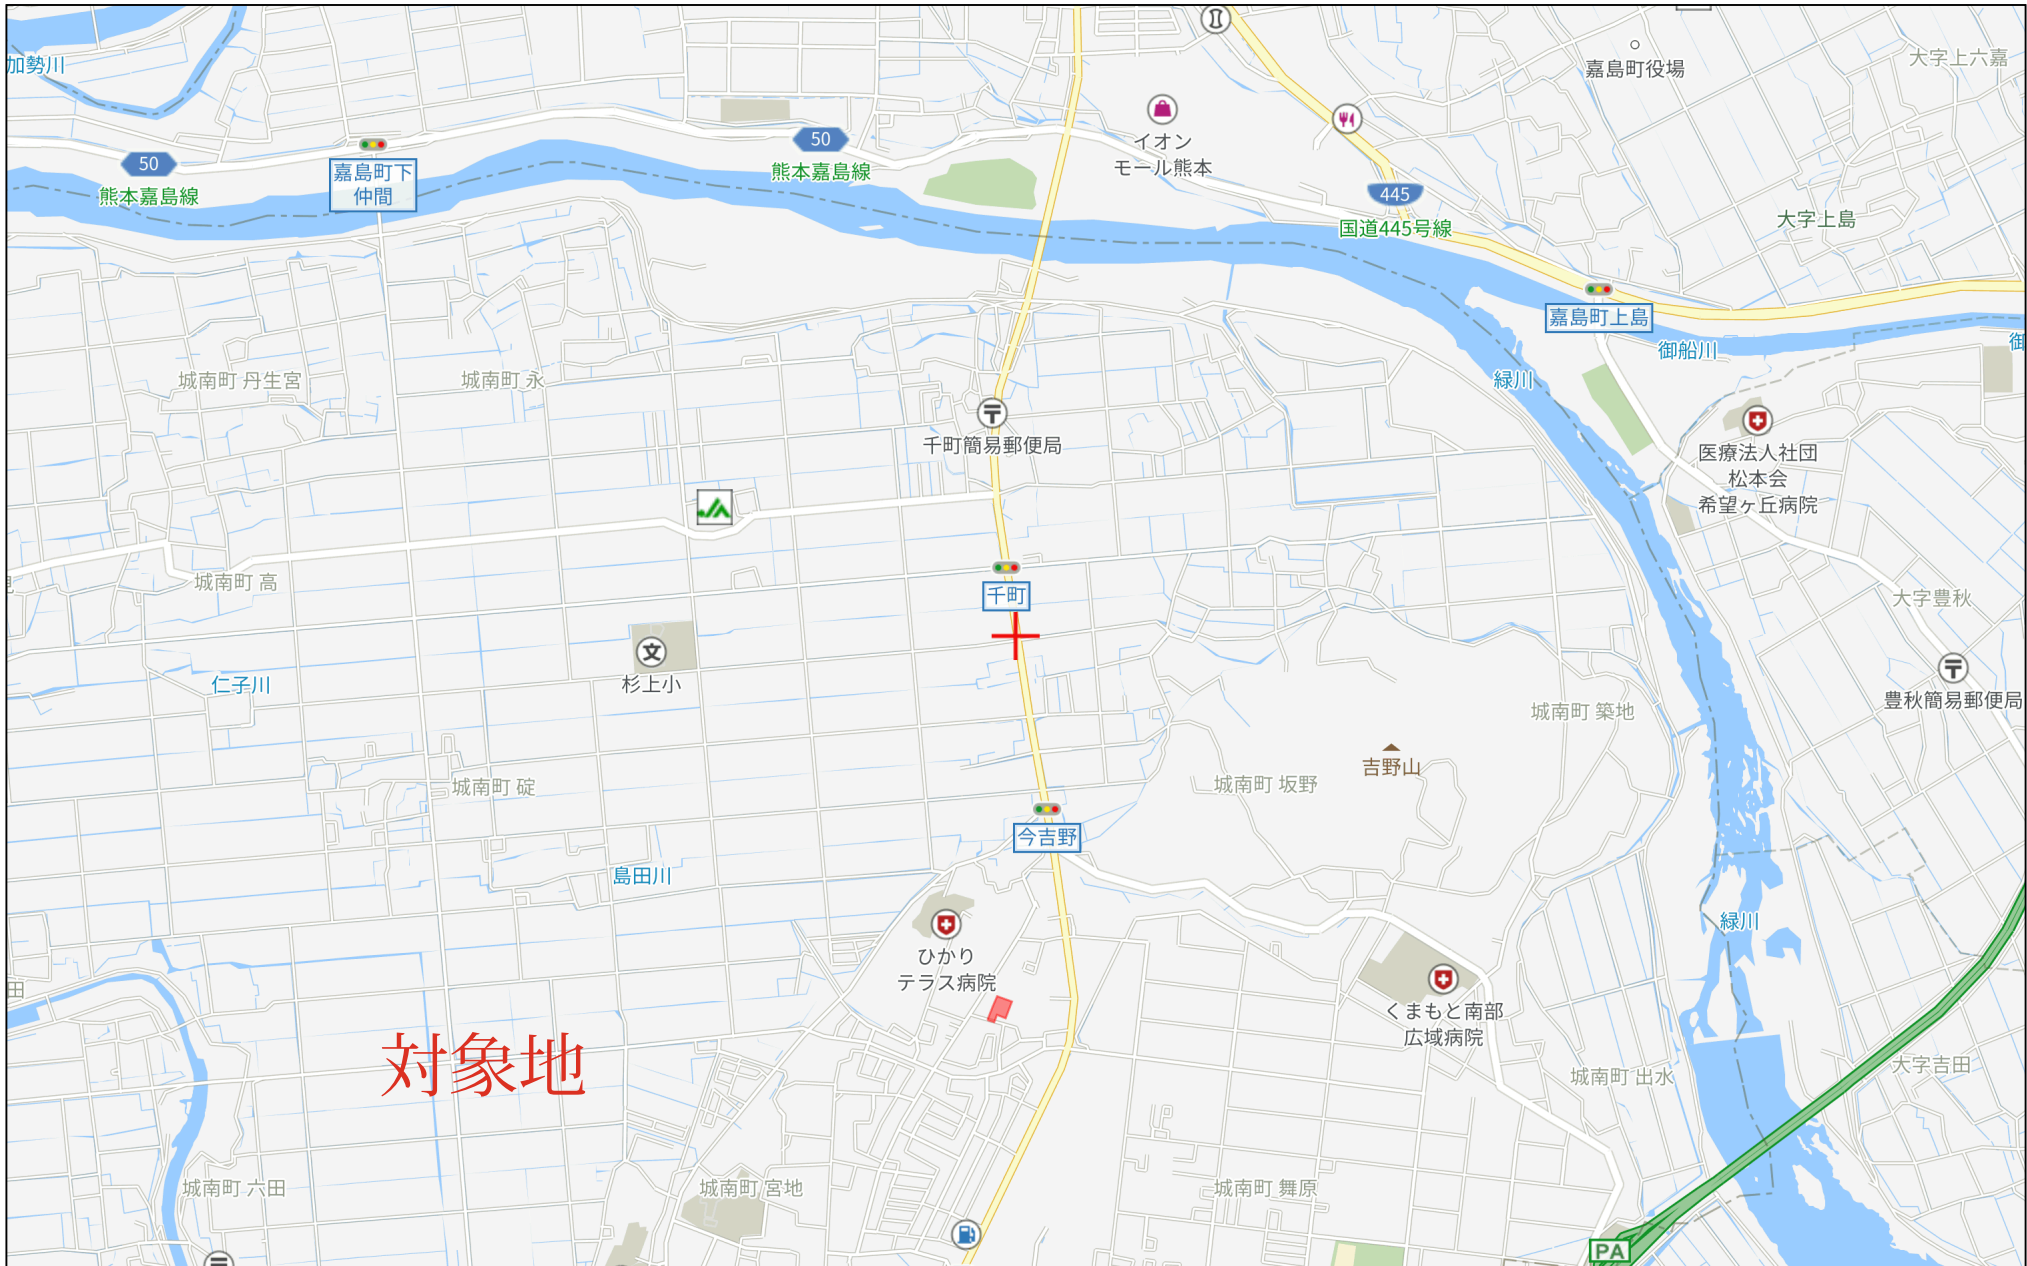 加勢川
嘉島町役場
大字上六嘉
イオン
モール熊本
50
熊本嘉島線
50
熊本嘉島線
嘉島町下
仲間
445
国道445号線
大字上島
嘉島町上島
御船川
御
緑川
城南町 丹生宮
城南町 永
千町簡易郵便局
医療法人社団
松本会
希望ヶ丘病院
城南町 高
千町
大字豊秋
文
杉上小
仁子川
豊秋簡易郵便局
城南町 築地
吉野山
城南町 坂野
城南町 碇
今吉野
島田川
緑川
ひかり
テラス病院
田
くまもと南部
広域病院
対象地
城南町 出水
大字吉田
城南町 六田
城南町 宮地
城南町 舞原
PA